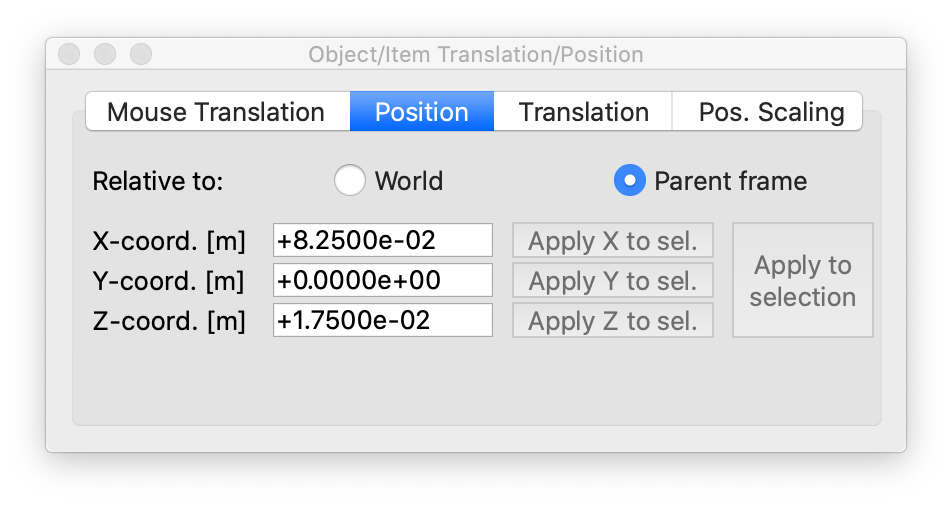 Object/Item Translation/Position
Mouse Translation Position Translation Pos. Scaling
Relative to: World Parent frame
X-coord. [m] +8.2500e-02 Apply X to sel.
Y-coord. [m] +0.0000e+00 Apply Y to sel.
Z-coord. [m] +1.7500e-02 Apply Z to sel.
Apply to
selection